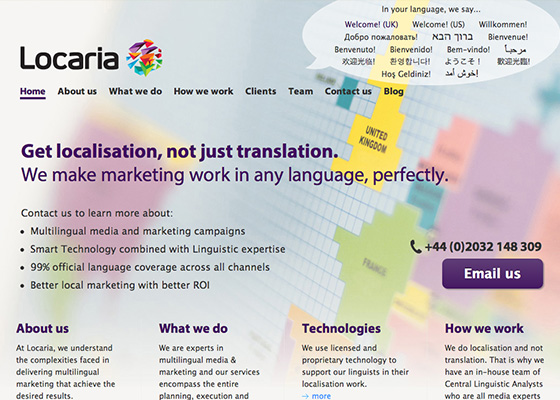 In your language, we say...
Welcome! (UK) Welcome! (US) Willkommen!
Добро пожаловать! ברוך הבא Bienvenue!
Benvenuto! Bienvenido! Bem-vindo! مرحباً
欢迎光临! 환영합니다! ようこそ! 歡迎光臨!
Hoş Geldiniz! خوش آمد!
Locaria
Home About us What we do How we work Clients Team Contact us Blog
UNITED
KINGDOM
FRANCE
Get localisation, not just translation.
We make marketing work in any language, perfectly.
Contact us to learn more about:
• Multilingual media and marketing campaigns
• Smart Technology combined with Linguistic expertise
• 99% official language coverage across all channels
• Better local marketing with better ROI
+44 (0)2032 148 309
Email us
About us
At Locaria, we understand
the complexities faced in
delivering multilingual
marketing that achieve the
desired results.
What we do
We are experts in
multilingual media &
marketing and our services
encompass the entire
planning, execution and
Technologies
We use licensed and
proprietary technology to
support our linguists in their
localisation work.
→ more
How we work
We do localisation and not
translation. That is why we
have an in-house team of
Central Linguistic Analysts
who are all media experts